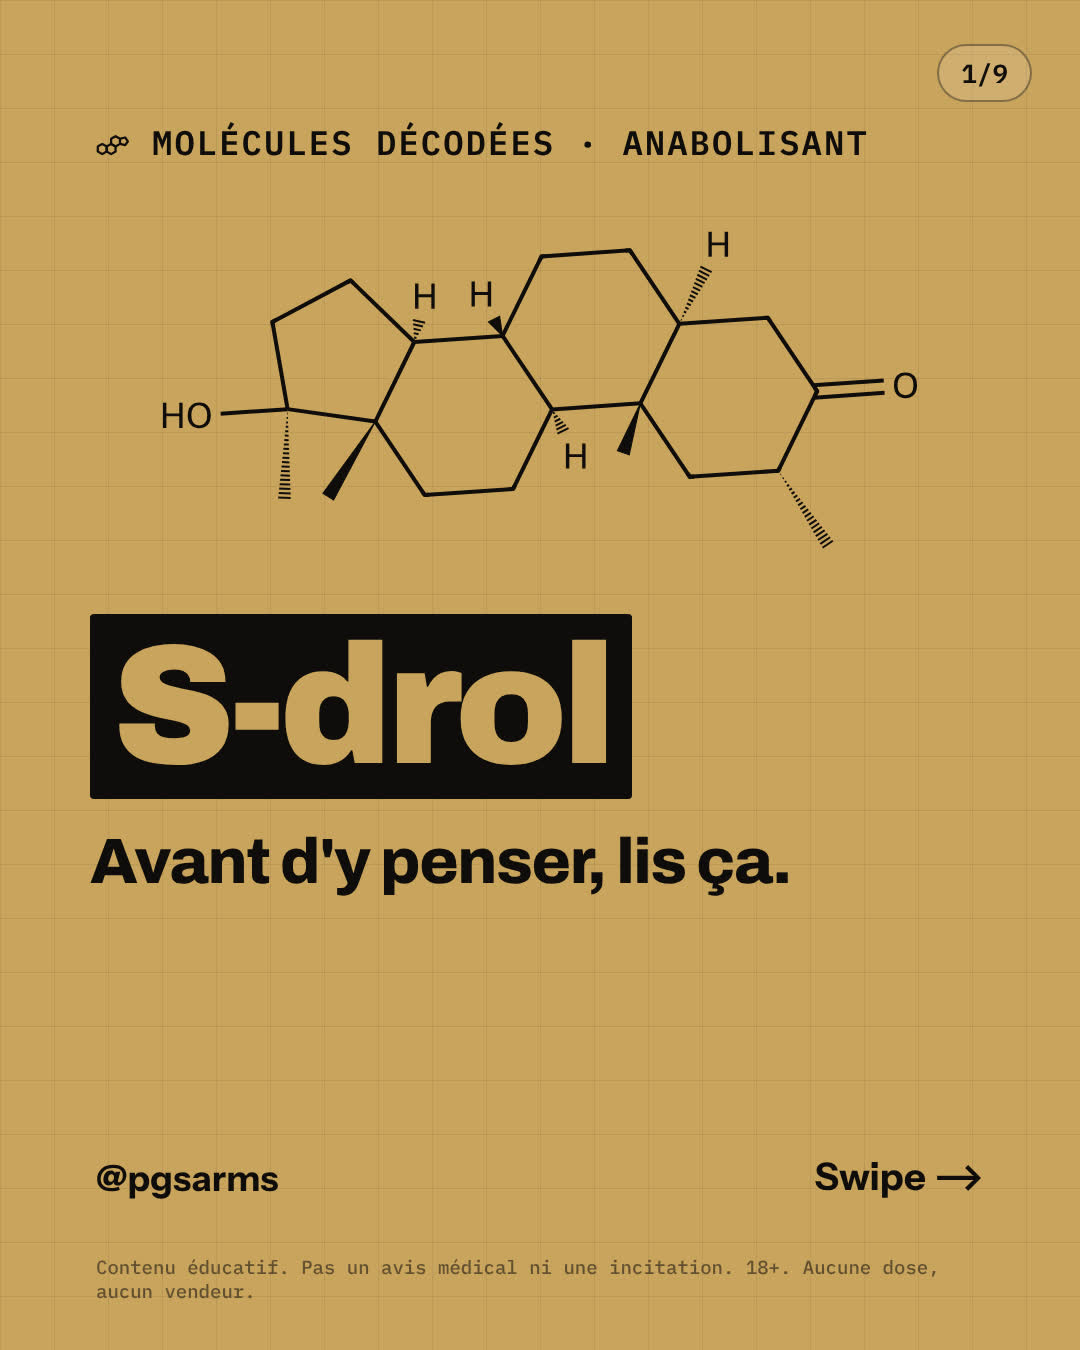 1/9
MOLÉCULES DÉCODÉES · ANABOLISANT
H
H H
HO
O
H
S-drol
Avant d'y penser, lis ça.
@pgsarms
Swipe →
Contenu éducatif. Pas un avis médical ni une incitation. 18+. Aucune dose,
aucun vendeur.